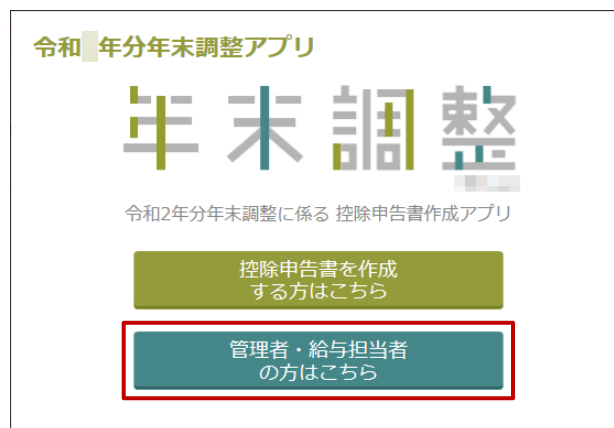 令和 年分年末調整アプリ
年末調整
令和2年分年末調整に係る 控除申告書作成アプリ
控除申告書を作成
する方はこちら
管理者・給与担当者
の方はこちら